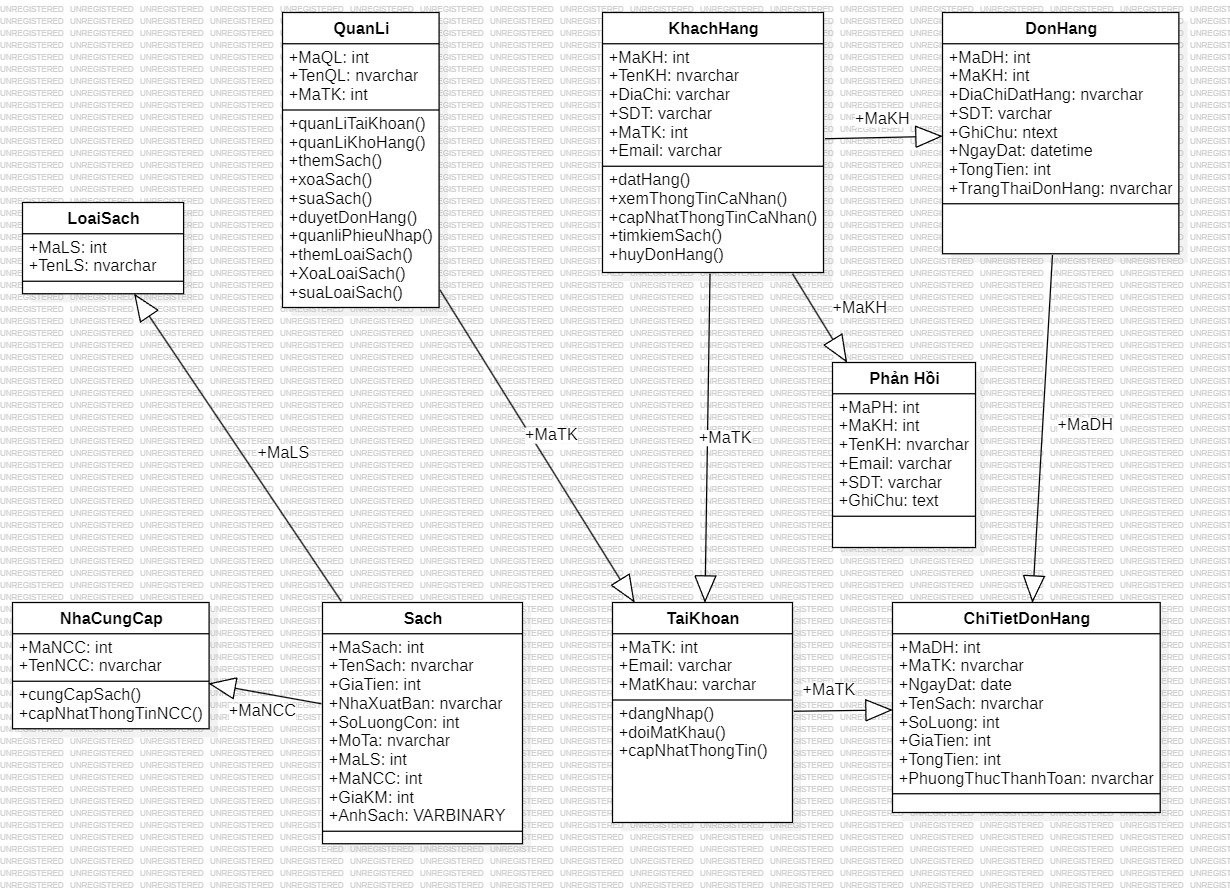 QuanLi
+MaQL: int
+TenQL: nvarchar
+MaTK: int
+quanLiTaiKhoan()
+quanLiKhoHang()
+themSach()
+xoaSach()
+suaSach()
+duyetDonHang()
+quanliPhieuNhap()
+themLoaiSach()
+XoaLoaiSach()
+suaLoaiSach()
KhachHang
+MaKH: int
+TenKH: nvarchar
+DiaChi: varchar
+SDT: varchar
+MaTK: int
+Email: varchar
+datHang()
+xemThongTinCaNhan()
+capNhatThongTinCaNhan()
+timkiemSach()
+huyDonHang()
+MaKH
DonHang
+MaDH: int
+MaKH: int
+DiaChiDatHang: nvarchar
+SDT: varchar
+GhiChu: ntext
+NgayDat: datetime
+TongTien: int
+TrangThaiDonHang: nvarchar
LoaiSach
+MaLS: int
+TenLS: nvarchar
+MaKH
Phản Hồi
+MaPH: int
+MaKH: int
+TenKH: nvarchar
+Email: varchar
+SDT: varchar
+GhiChu: text
+MaLS
+MaTK
+MaTK
+MaDH
NhaCungCap
+MaNCC: int
+TenNCC: nvarchar
+cungCapSach()
+capNhatThongTinNCC()
+MaNCC
Sach
+MaSach: int
+TenSach: nvarchar
+GiaTien: int
+NhaXuatBan: nvarchar
+SoLuongCon: int
+MoTa: nvarchar
+MaLS: int
+MaNCC: int
+GiaKM: int
+AnhSach: VARBINARY
TaiKhoan
+MaTK: int
+Email: varchar
+MatKhau: varchar
+dangNhap()
+doiMatKhau()
+capNhatThongTin()
+MaTK
ChiTietDonHang
+MaDH: int
+MaTK: nvarchar
+NgayDat: date
+TenSach: nvarchar
+SoLuong: int
+GiaTien: int
+TongTien: int
+PhuongThucThanhToan: nvarchar
UNREGISTERED